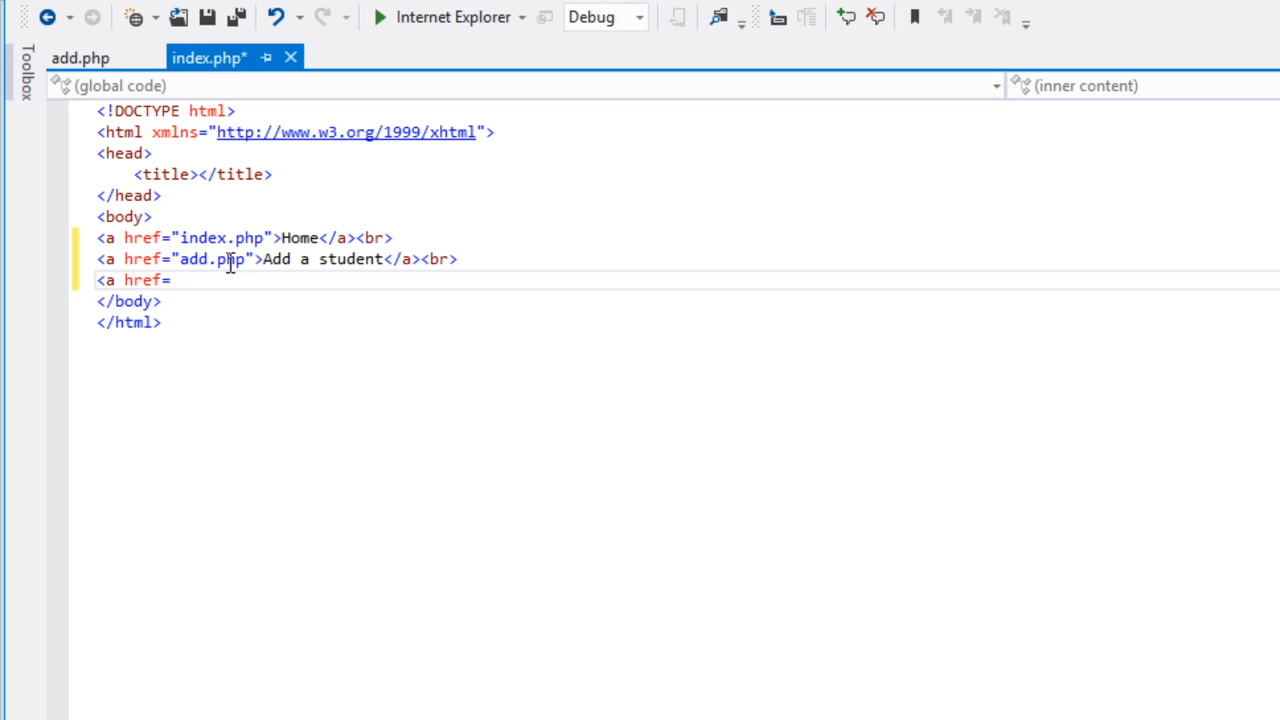 Internet Explorer Debug
Toolbox
add.php index.php*
(global code) (inner content)
<!DOCTYPE html>
<html xmlns="http://www.w3.org/1999/xhtml">
<head>
    <title></title>
</head>
<body>
<a href="index.php">Home</a><br>
<a href="add.php">Add a student</a><br>
<a href=
</body>
</html>